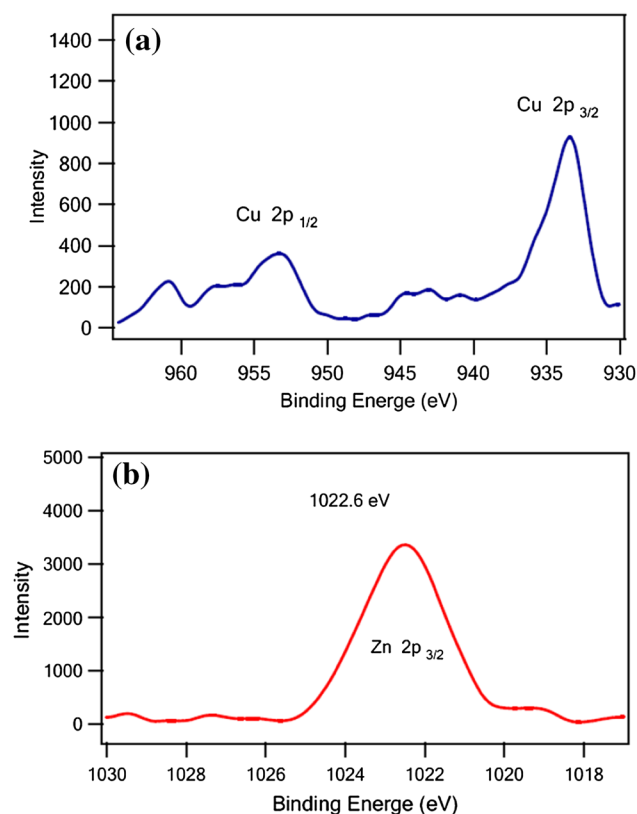 (a)
1400
1200
1000
800
600
400
200
0
Intensity
Cu 2p 3/2
Cu 2p 1/2
960 955 950 945 940 935 930
Binding Energe (eV)
(b)
5000
4000
3000
2000
1000
0
Intensity
1022.6 eV
Zn 2p 3/2
1030 1028 1026 1024 1022 1020 1018
Binding Energe (eV)